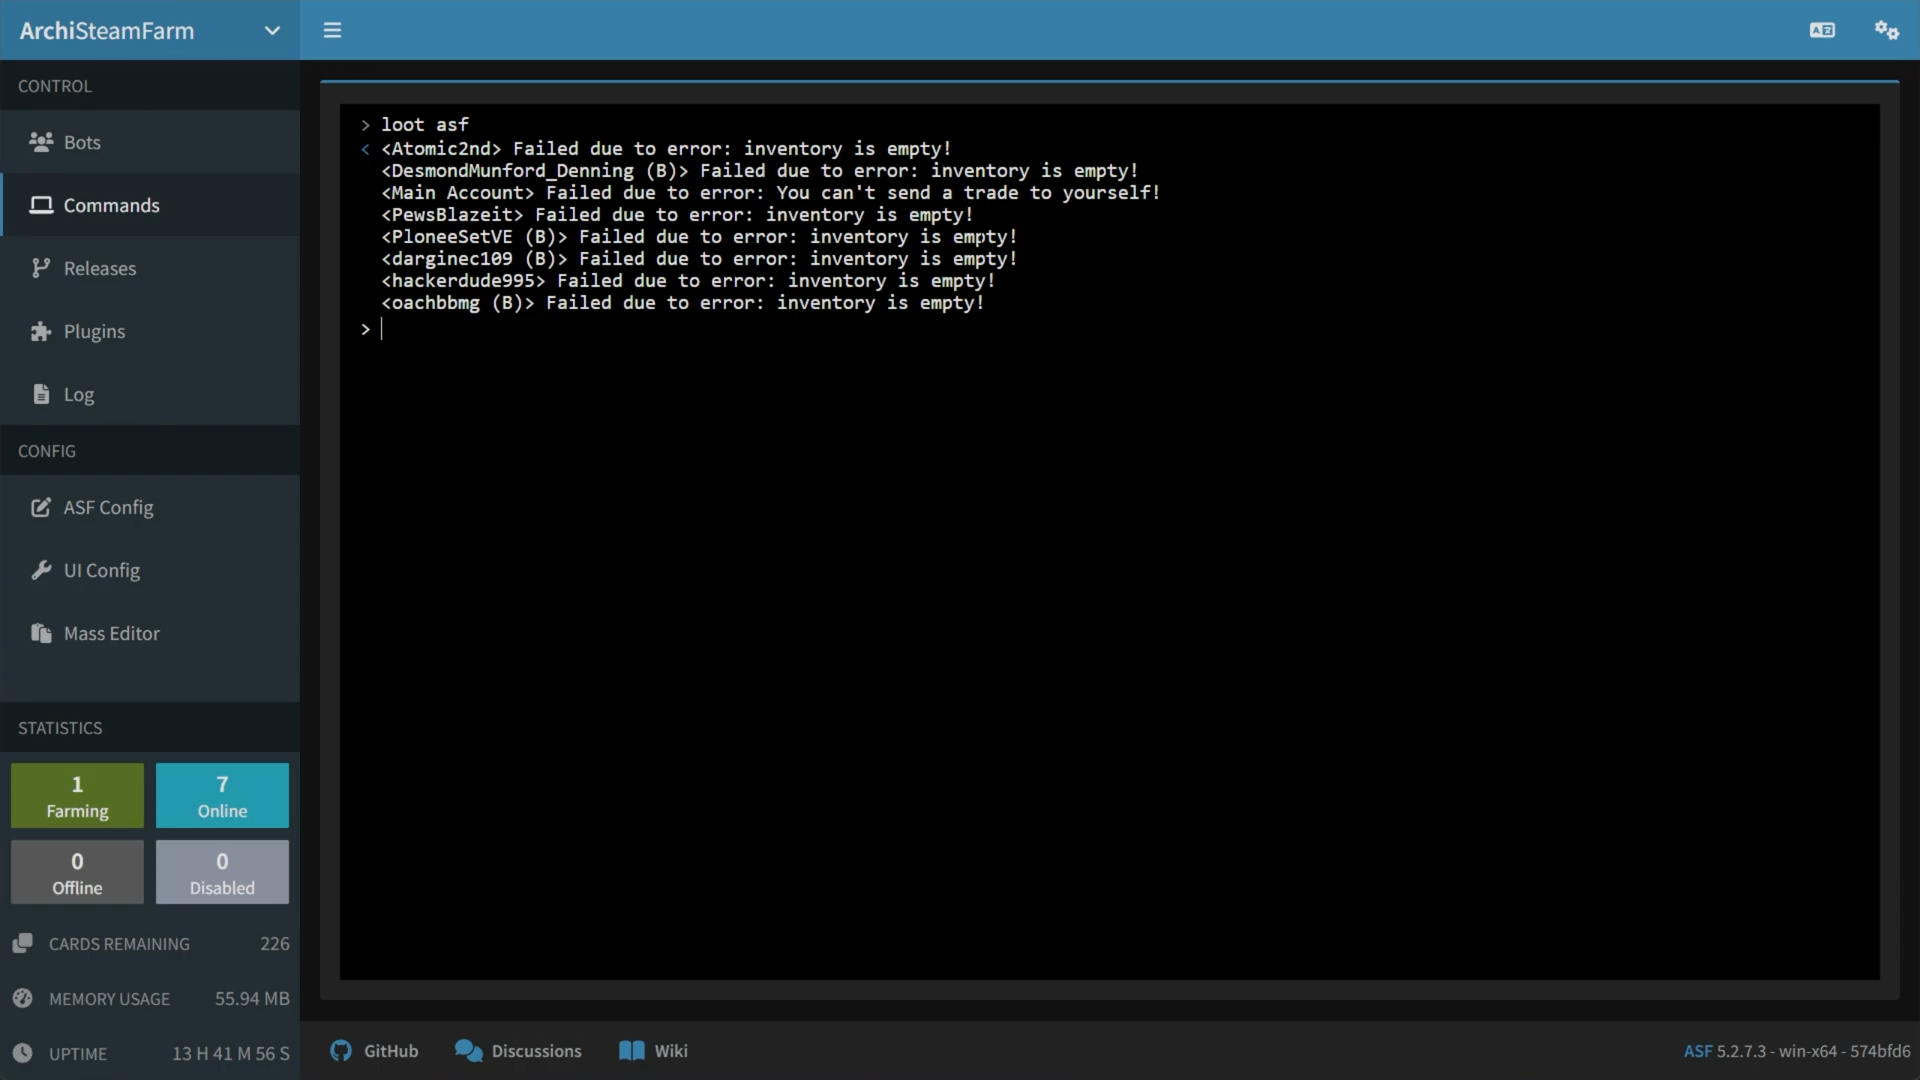 ArchiSteamFarm
CONTROL
Bots
Commands
Releases
Plugins
Log
CONFIG
ASF Config
UI Config
Mass Editor
STATISTICS
1
Farming
7
Online
0
Offline
0
Disabled
CARDS REMAINING 226
MEMORY USAGE 55.94 MB
UPTIME 13 H 41 M 56 S
> loot asf
< <Atomic2nd> Failed due to error: inventory is empty!
<DesmondMunford_Denning (B)> Failed due to error: inventory is empty!
<Main Account> Failed due to error: You can't send a trade to yourself!
<PewsBlazeit> Failed due to error: inventory is empty!
<PloneeSetVE (B)> Failed due to error: inventory is empty!
<darginec109 (B)> Failed due to error: inventory is empty!
<hackerdude995> Failed due to error: inventory is empty!
<oachbbmg (B)> Failed due to error: inventory is empty!
>
GitHub Discussions Wiki
ASF 5.2.7.3 - win-x64 - 574bfd6